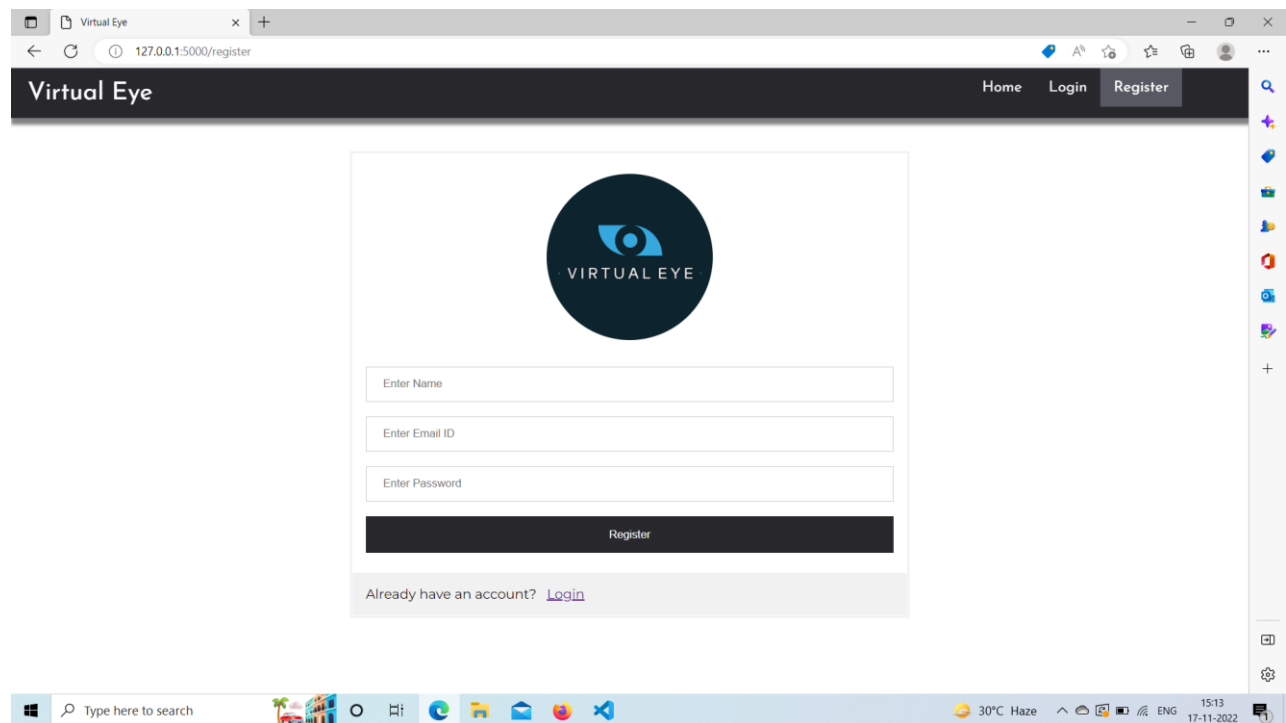 Virtual Eye
127.0.0.1:5000/register
Virtual Eye
Home Login Register
VIRTUAL EYE
Enter Name
Enter Email ID
Enter Password
Register
Already have an account? Login
Type here to search
30°C Haze
ENG
15:13
17-11-2022